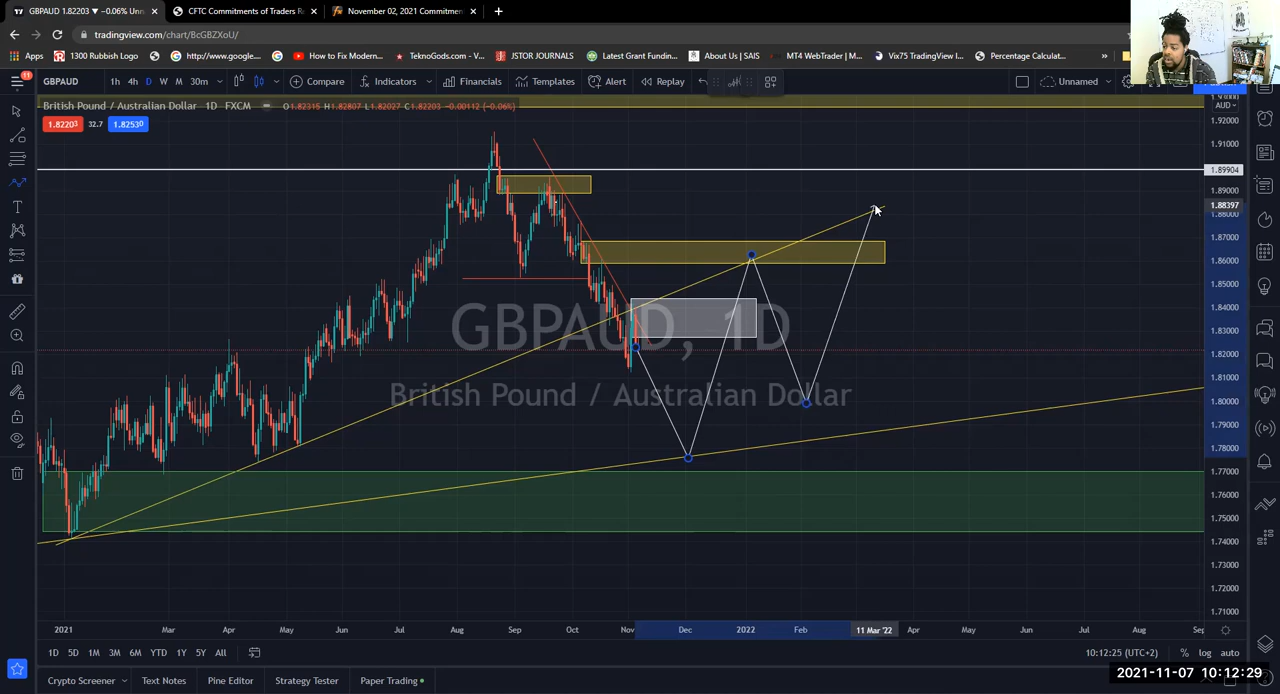 GBPAUD 1.82203 ▼ −0.06% Unn
CFTC Commitments of Traders R
November 02, 2021 Commitmen
tradingview.com/chart/BcGBZXoU/
Apps
1000 Rubbish Logo
http://www.google....
How to Fix Modern...
TeknoGods.com - V...
JSTOR JOURNALS
Latest Grant Fundin...
About Us | SAIS
MT4 WebTrader | M...
Vix75 TradingView I...
Percentage Calculat...
»
11
GBPAUD
1h 4h D W M 30m
Compare
Indicators
Financials
Templates
Alert
Replay
Unnamed
British Pound / Australian Dollar 1D FXCM
O1.82315 H1.82807 L1.82027 C1.82203 −0.00112 (−0.06%)
AUD
1.82203
32.7
1.82530
1.92000
1.91000
1.89904
1.89000
1.88397
1.88000
1.87000
1.86000
1.85000
1.84000
1.83000
1.82000
1.81000
1.80000
1.79000
1.78000
1.77000
1.76000
1.75000
1.74000
1.73000
1.72000
1.71000
GBPAUD, 1D
British Pound / Australian Dollar
2021 Mar Apr May Jun Jul Aug Sep Oct Nov Dec 2022 Feb 11 Mar '22 Apr May Jun Jul Aug
1D 5D 1M 3M 6M YTD 1Y 5Y All
10:12:25 (UTC+2)
% log auto
Crypto Screener
Text Notes
Pine Editor
Strategy Tester
Paper Trading
2021-11-07 10:12:29